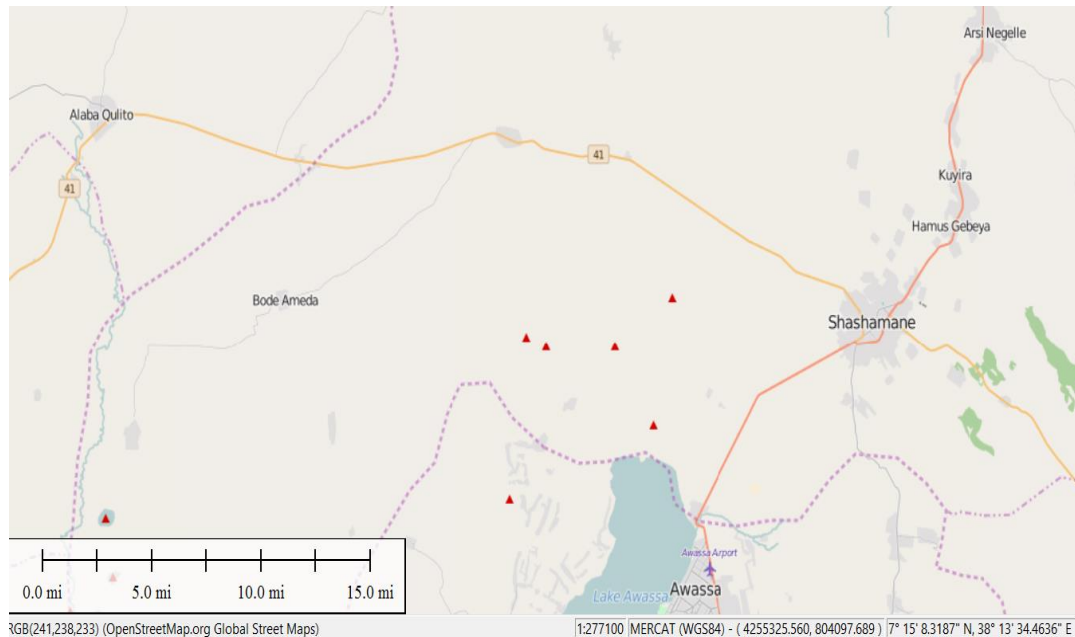 Arsi Negelle
Alaba Qulito
41
41
Kuyira
Hamus Gebeya
Bode Ameda
Shashamane
Awassa Airport
Lake Awassa
Awassa
0.0 mi 5.0 mi 10.0 mi 15.0 mi
RGB(241,238,233) (OpenStreetMap.org Global Street Maps) 1:277100 MERCAT (WGS84) - ( 4255325.560, 804097.689 ) 7° 15' 8.3187" N, 38° 13' 34.4636" E